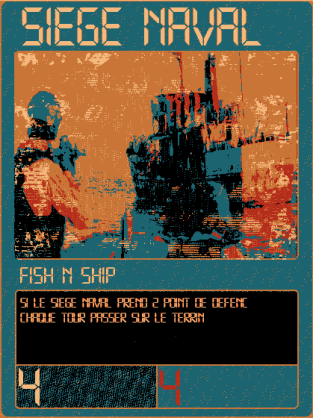 SIEGE NAVAL
FISH N SHIP
SI LE SIEGE NAVAL PREND 2 POINT DE DEFENC
CHAQUE TOUR PASSER SUR LE TERRIN
4 4